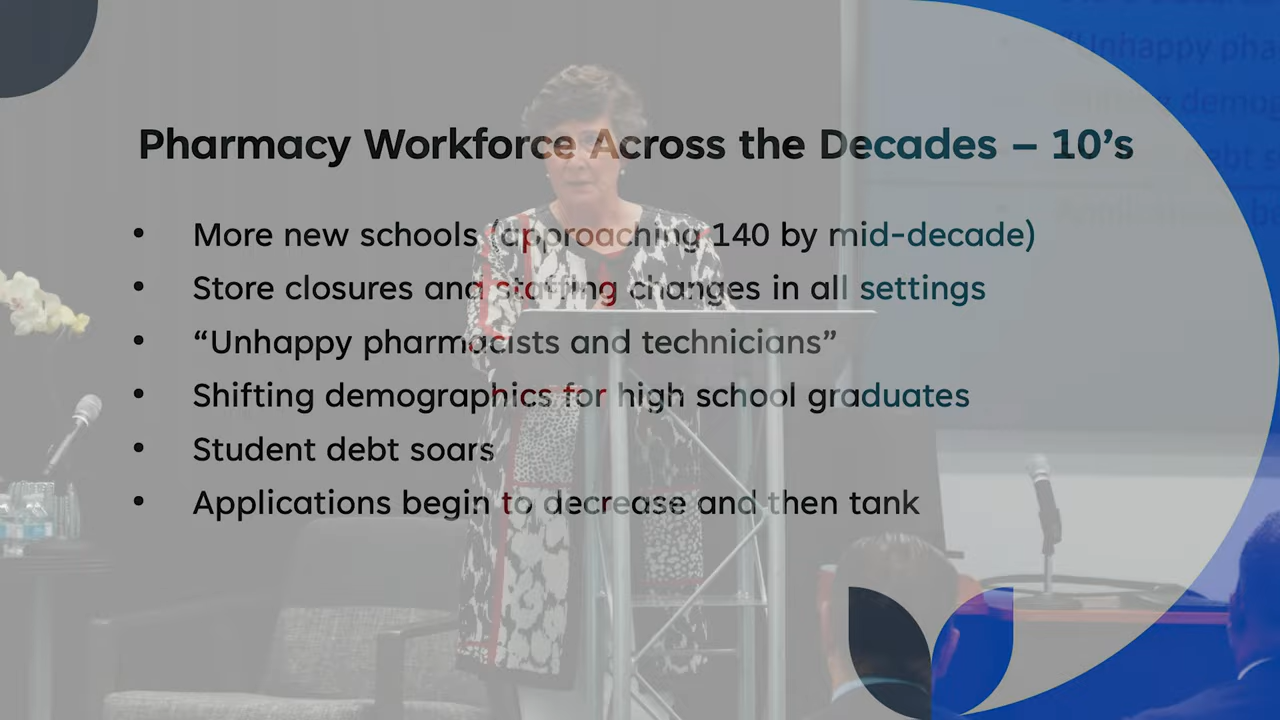 Pharmacy Workforce Across the Decades – 10’s
• More new schools (approaching 140 by mid-decade)
• Store closures and staffing changes in all settings
• “Unhappy pharmacists and technicians”
• Shifting demographics for high school graduates
• Student debt soars
• Applications begin to decrease and then tank
“Unhappy